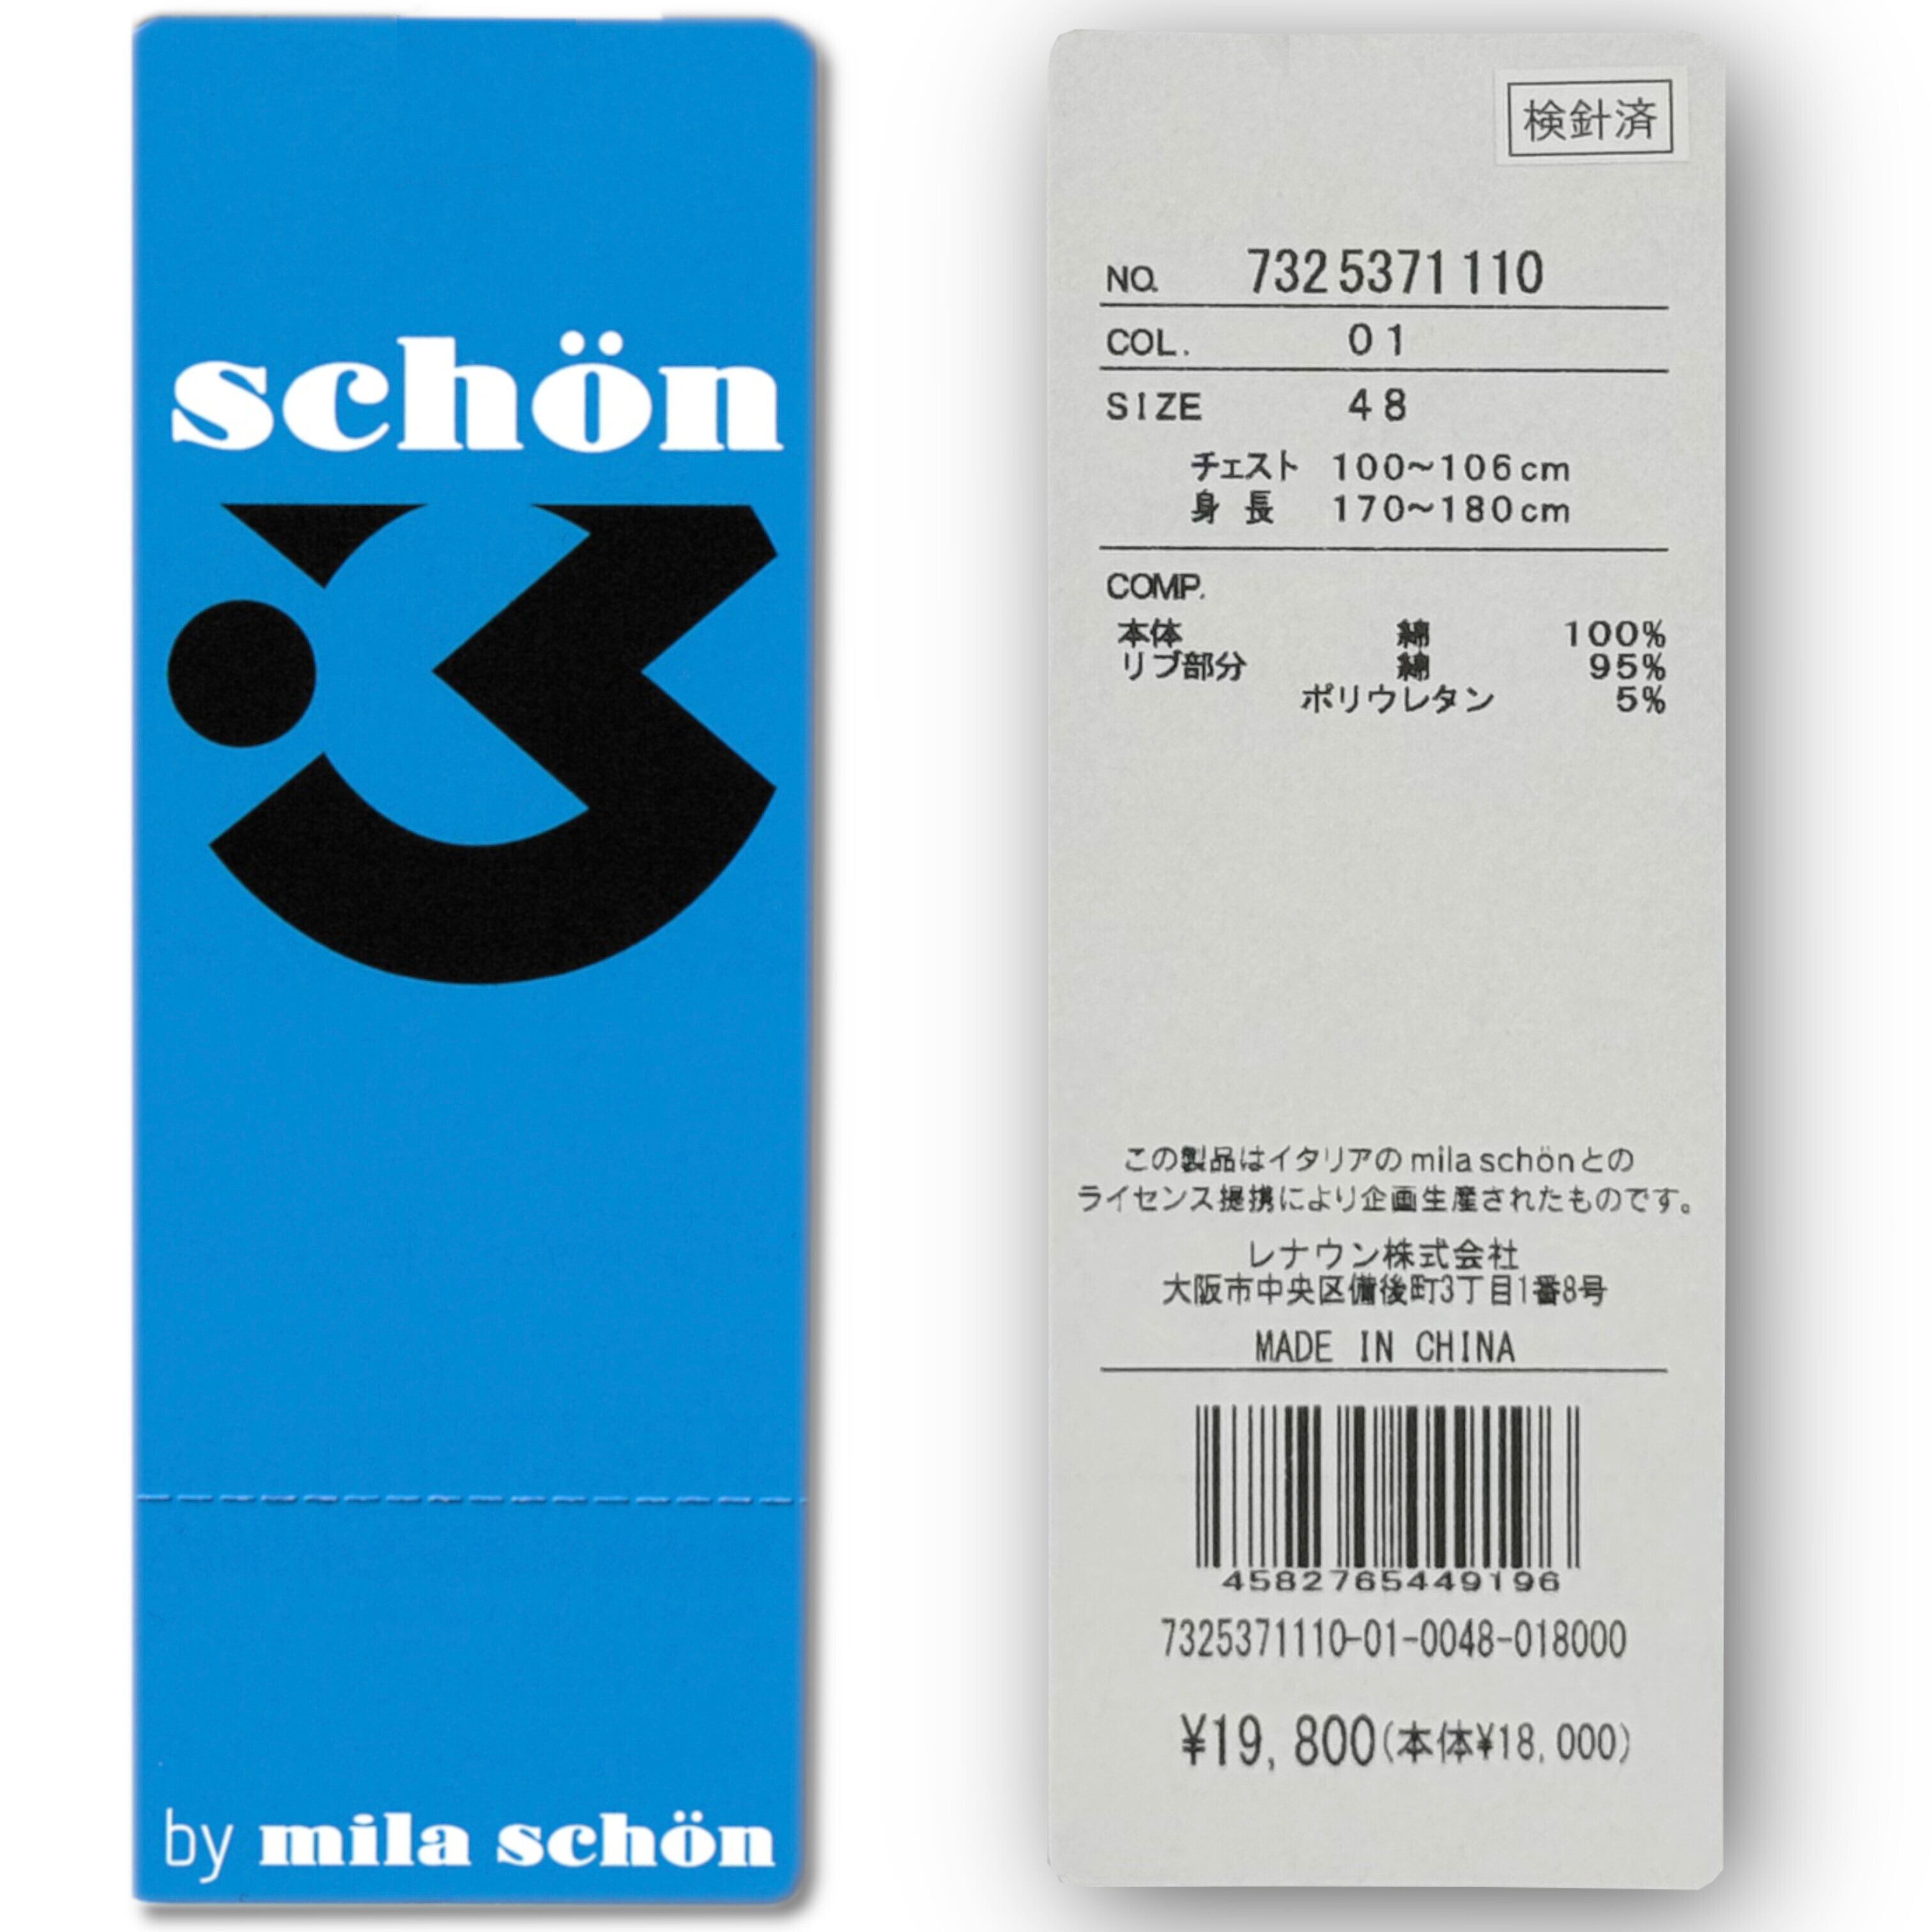 schön
by mila schön
検針済
NO. 7325371110
COL. 01
SIZE 48
チェスト 100~106cm
身長 170~180cm
COMP.
本体 綿 100%
リブ部分 綿 95%
ポリウレタン 5%
この製品はイタリアのmila schönとの
ライセンス提携により企画生産されたものです。
レナウン株式会社
大阪市中央区備後町3丁目1番8号
MADE IN CHINA
4582765449196
7325371110-01-0048-018000
¥19,800(本体¥18,000)